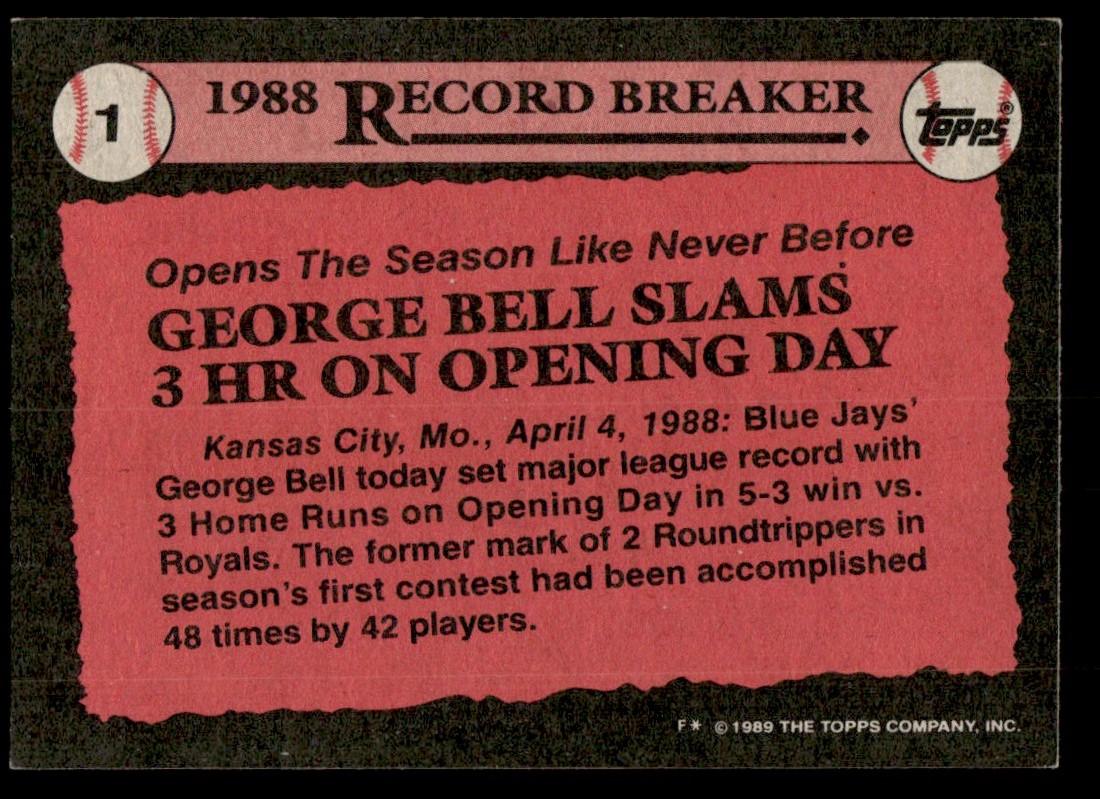 1
1988 RECORD BREAKER
Topps®
Opens The Season Like Never Before
GEORGE BELL SLAMS
3 HR ON OPENING DAY
Kansas City, Mo., April 4, 1988: Blue Jays'
George Bell today set major league record with
3 Home Runs on Opening Day in 5-3 win vs.
Royals. The former mark of 2 Roundtrippers in
season's first contest had been accomplished
48 times by 42 players.
F* © 1989 THE TOPPS COMPANY, INC.